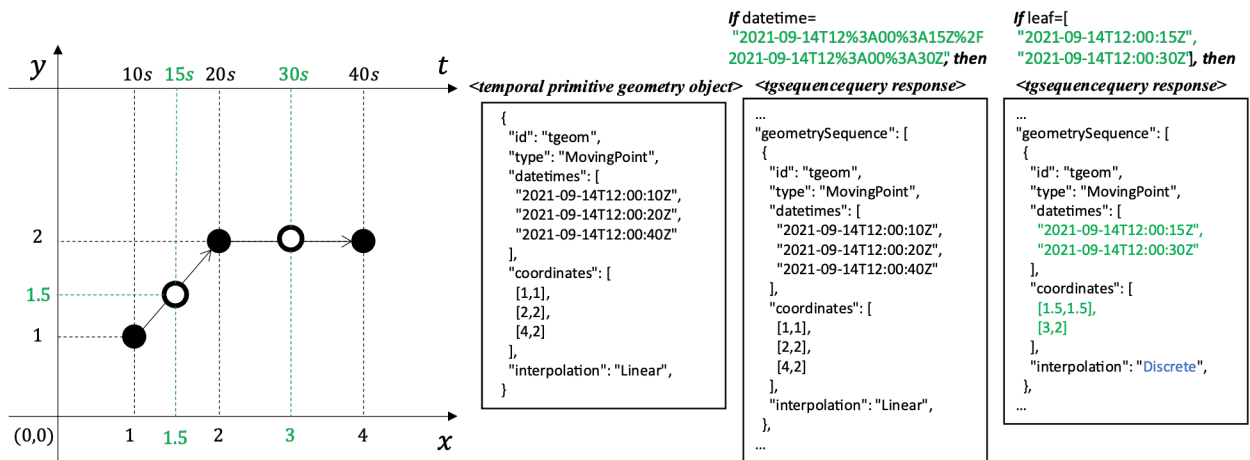 y
10s 15s 20s 30s 40s t
2
1.5
1
(0,0) 1 1.5 2 3 4 x
<temporal primitive geometry object>
{
"id": "tgeom",
"type": "MovingPoint",
"datetimes": [
"2021-09-14T12:00:10Z",
"2021-09-14T12:00:20Z",
"2021-09-14T12:00:40Z"
],
"coordinates": [
[1,1],
[2,2],
[4,2]
],
"interpolation": "Linear",
}
If datetime=
"2021-09-14T12%3A00%3A15Z%2F
2021-09-14T12%3A00%3A30Z", then
<tgsequencequery response>
...
"geometrySequence": [
{
"id": "tgeom",
"type": "MovingPoint",
"datetimes": [
"2021-09-14T12:00:10Z",
"2021-09-14T12:00:20Z",
"2021-09-14T12:00:40Z"
],
"coordinates": [
[1,1],
[2,2],
[4,2]
],
"interpolation": "Linear",
},
...
If leaf=[
"2021-09-14T12:00:15Z",
"2021-09-14T12:00:30Z"], then
<tgsequencequery response>
...
"geometrySequence": [
{
"id": "tgeom",
"type": "MovingPoint",
"datetimes": [
"2021-09-14T12:00:15Z",
"2021-09-14T12:00:30Z"
],
"coordinates": [
[1.5,1.5],
[3,2]
],
"interpolation": "Discrete",
},
...